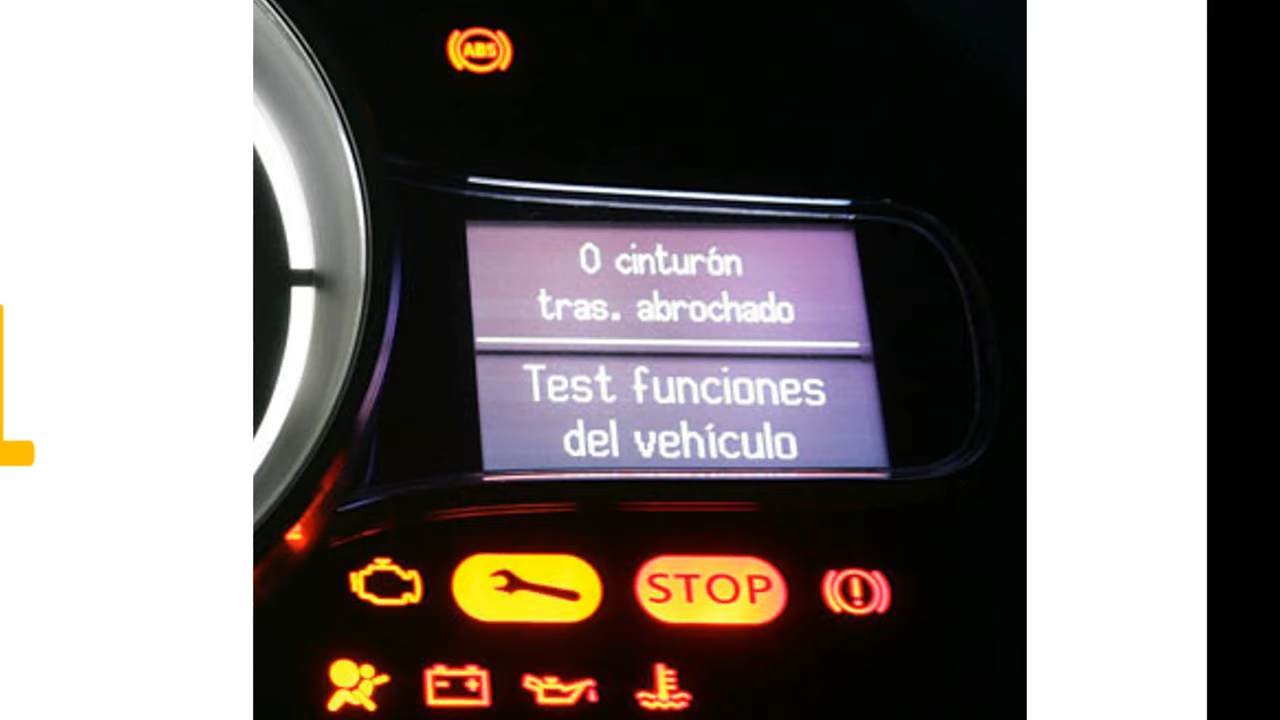 ABS
0 cinturón
tras. abrochado
Test funciones
del vehículo
STOP